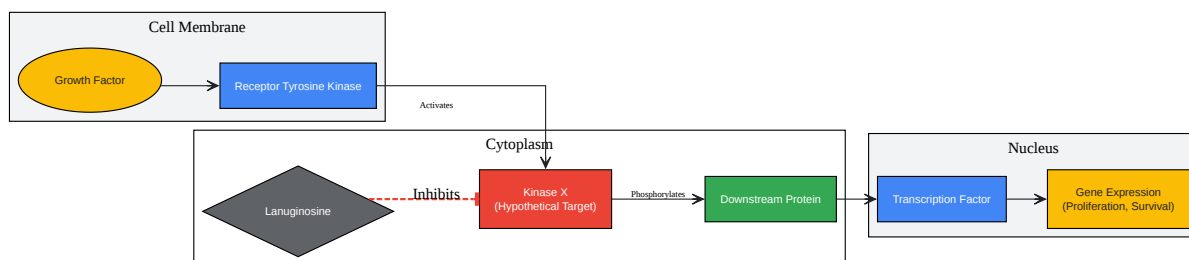 Cell Membrane
Growth Factor
Receptor Tyrosine Kinase
Activates
Cytoplasm
Lanuginosine
Inhibits
Kinase X
(Hypothetical Target)
Phosphorylates
Downstream Protein
Nucleus
Transcription Factor
Gene Expression
(Proliferation, Survival)